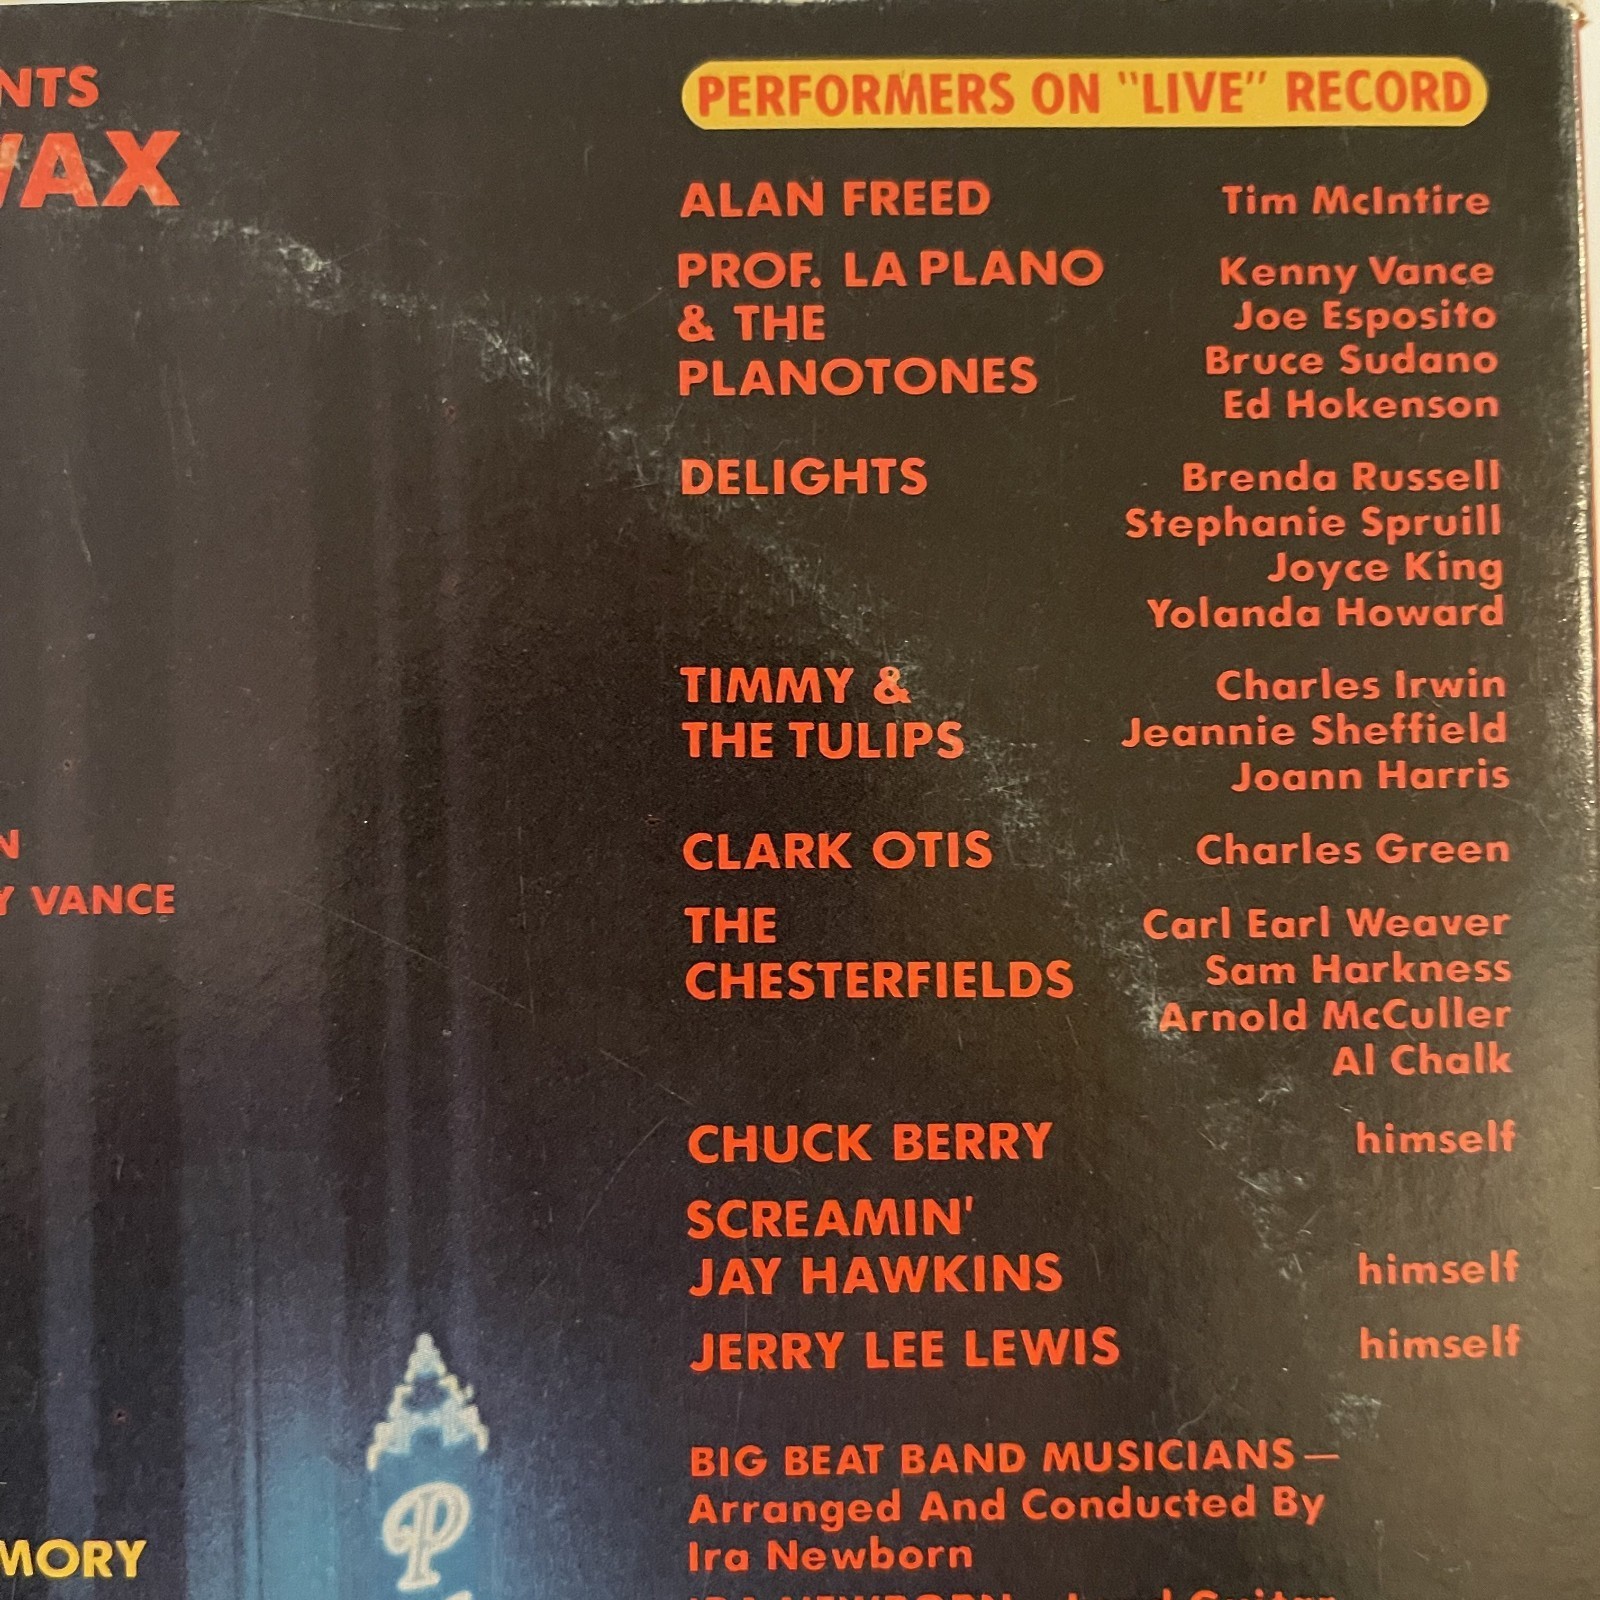 PERFORMERS ON "LIVE" RECORD
ALAN FREED Tim McIntire
PROF. LA PLANO Kenny Vance
& THE Joe Esposito
PLANOTONES Bruce Sudano
Ed Hokenson
DELIGHTS Brenda Russell
Stephanie Spruill
Joyce King
Yolanda Howard
TIMMY & Charles Irwin
THE TULIPS Jeannie Sheffield
Joann Harris
CLARK OTIS Charles Green
THE Carl Earl Weaver
CHESTERFIELDS Sam Harkness
Arnold McCuller
Al Chalk
CHUCK BERRY himself
SCREAMIN'
JAY HAWKINS himself
JERRY LEE LEWIS himself
BIG BEAT BAND MUSICIANS—
Arranged And Conducted By
Ira Newborn
NTS
WAX
N
Y VANCE
MORY
P